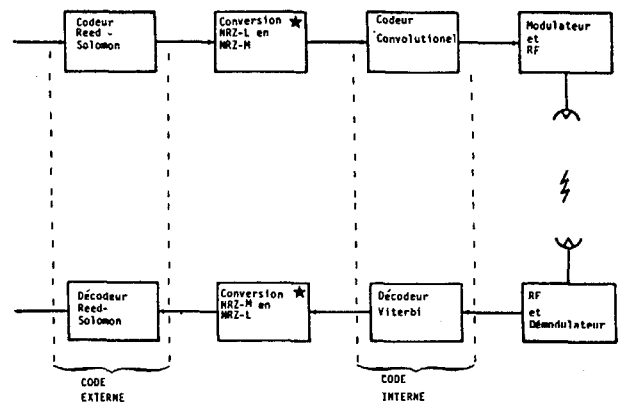 Codeur
Reed -
Solomon
Conversion ★
NRZ-L en
NRZ-M
Codeur
Convolutionel
Modulateur
et
RF
Décodeur
Reed-
Solomon
Conversion ★
NRZ-M en
NRZ-L
Décodeur
Viterbi
RF
et
Démodulateur
CODE
EXTERNE
CODE
INTERNE